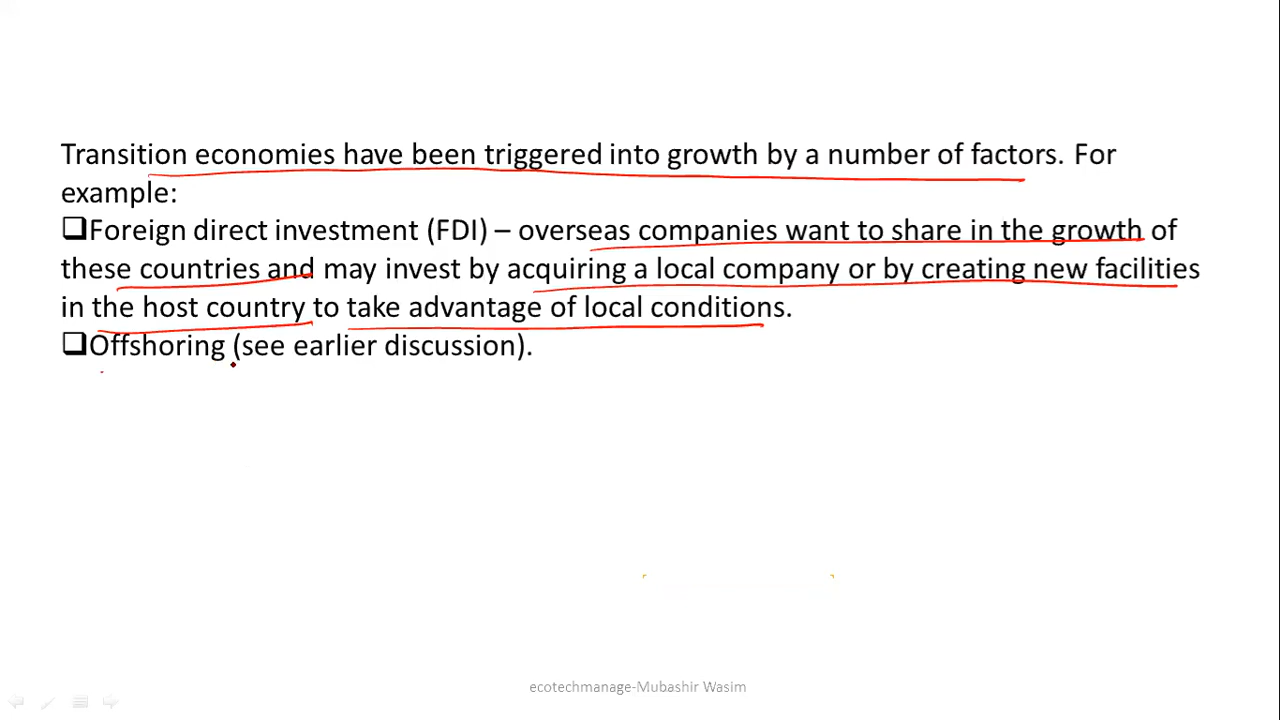 Transition economies have been triggered into growth by a number of factors. For
example:
❑Foreign direct investment (FDI) – overseas companies want to share in the growth of
these countries and may invest by acquiring a local company or by creating new facilities
in the host country to take advantage of local conditions.
❑Offshoring (see earlier discussion).
ecotechmanage-Mubashir Wasim